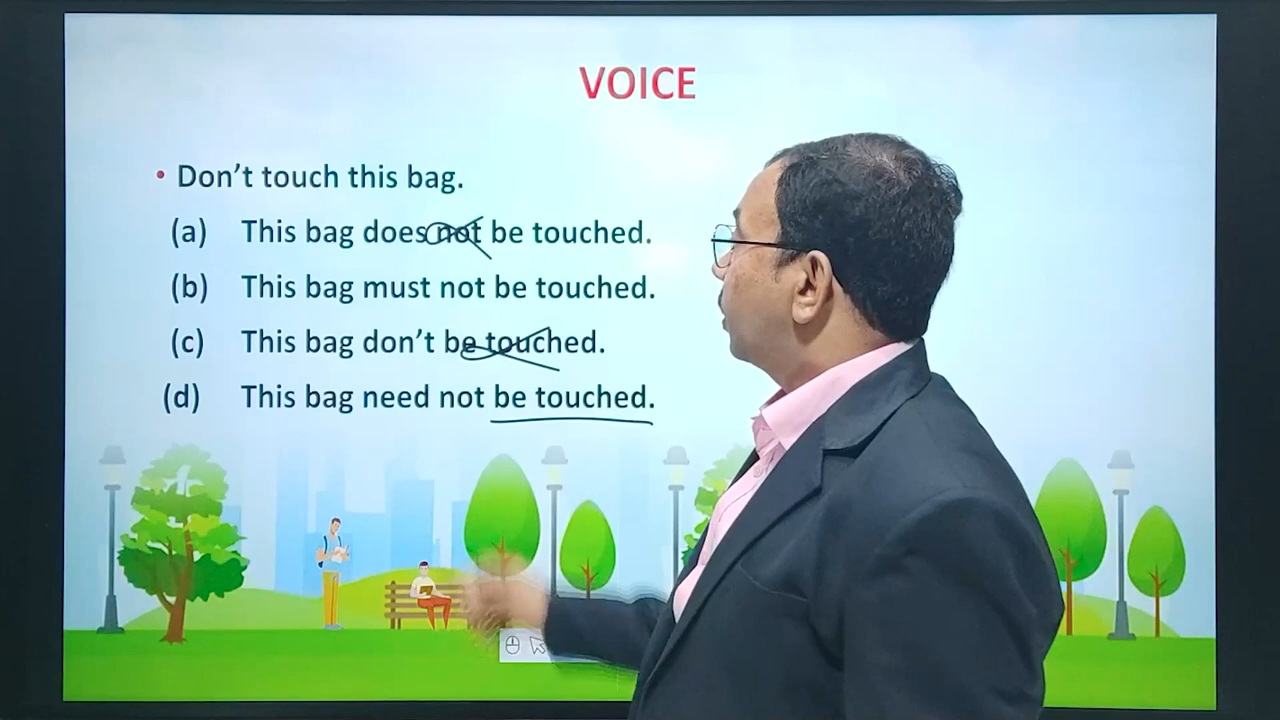 VOICE
• Don't touch this bag.
(a) This bag does not be touched.
(b) This bag must not be touched.
(c) This bag don't be touched.
(d) This bag need not be touched.